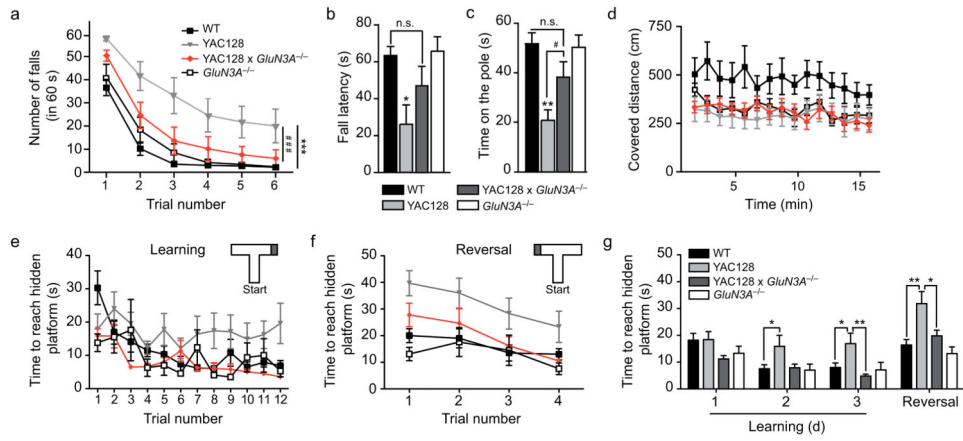 a
WT
YAC128
YAC128 x GluN3A−/−
GluN3A−/−
Number of falls
(in 60 s)
60
50
40
30
20
10
0
1 2 3 4 5 6
Trial number
###
***
b
n.s.
Fall latency (s)
80
60
40
20
0
*
c
n.s.
#
**
Time on the pole (s)
60
40
20
0
WT
YAC128
YAC128 x GluN3A−/−
GluN3A−/−
d
Covered distance (cm)
750
500
250
0
5 10 15
Time (min)
e
Learning
Start
Time to reach hidden
platform (s)
40
30
20
10
0
1 2 3 4 5 6 7 8 9 10 11 12
Trial number
f
Reversal
Start
Time to reach hidden
platform (s)
50
40
30
20
10
0
1 2 3 4
Trial number
g
WT
YAC128
YAC128 x GluN3A−/−
GluN3A−/−
Time to reach hidden
platform (s)
50
40
30
20
10
0
*
* **
** *
1 2 3 Reversal
Learning (d)